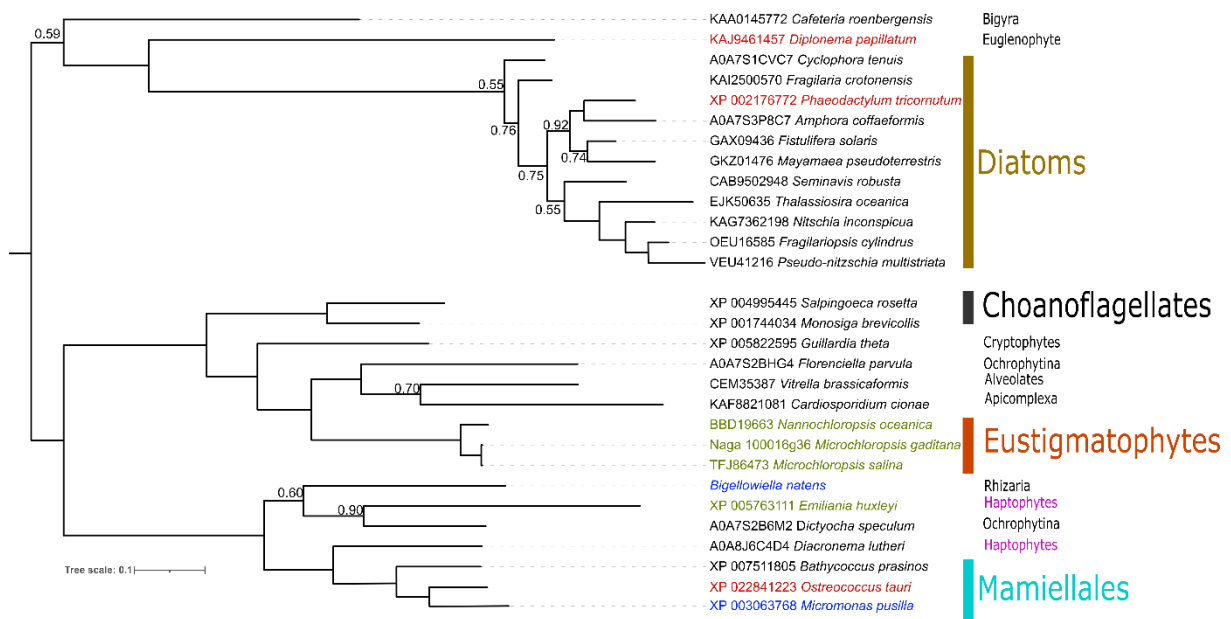 KAA0145772 Cafeteria roenbergensis Bigyra
0.59
KAJ9461457 Diplonema papillatum Euglenophyte
A0A7S1CVC7 Cyclophora tenuis
0.55
KAI2500570 Fragilaria crotonensis
XP 002176772 Phaeodactylum tricornutum
0.92
A0A7S3P8C7 Amphora coffaeformis
0.76
GAX09436 Fistulifera solaris
0.74
GKZ01476 Mayamaea pseudoterrestris
Diatoms
0.75
CAB9502948 Seminavis robusta
EJK50635 Thalassiosira oceanica
0.55
KAG7362198 Nitschia inconspicua
OEU16585 Fragilariopsis cylindrus
VEU41216 Pseudo-nitzschia multistriata
XP 004995445 Salpingoeca rosetta
Choanoflagellates
XP 001744034 Monosiga brevicollis
XP 005822595 Guillardia theta Cryptophytes
A0A7S2BHG4 Florenciella parvula Ochrophytina
CEM35387 Vitrella brassicaformis Alveolates
0.70
KAF8821081 Cardiosporidium cionae Apicomplexa
BBD19663 Nannochloropsis oceanica
Naga 100016g36 Microchloropsis gaditana Eustigmatophytes
TFJ86473 Microchloropsis salina
Bigellowiella natens Rhizaria
0.60
XP 005763111 Emiliania huxleyi Haptophytes
0.90
A0A7S2B6M2 Dictyocha speculum Ochrophytina
A0A8J6C4D4 Diacronema lutheri Haptophytes
XP 007511805 Bathycoccus prasinos
Tree scale: 0.1
XP 022841223 Ostreococcus tauri Mamiellales
XP 003063768 Micromonas pusilla